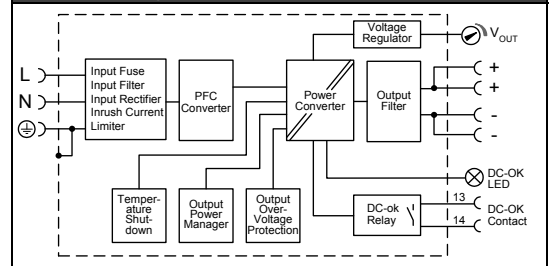 Voltage
Regulator
VOUT
L
N
Input Fuse
Input Filter
Input Rectifier
Inrush Current
Limiter
PFC
Converter
Power
Converter
Output
Filter
+
+
-
-
DC-OK
LED
Temper-
ature
Shut-
down
Output
Power
Manager
Output
Over-
Voltage
Protection
DC-ok
Relay
13
14
DC-OK
Contact